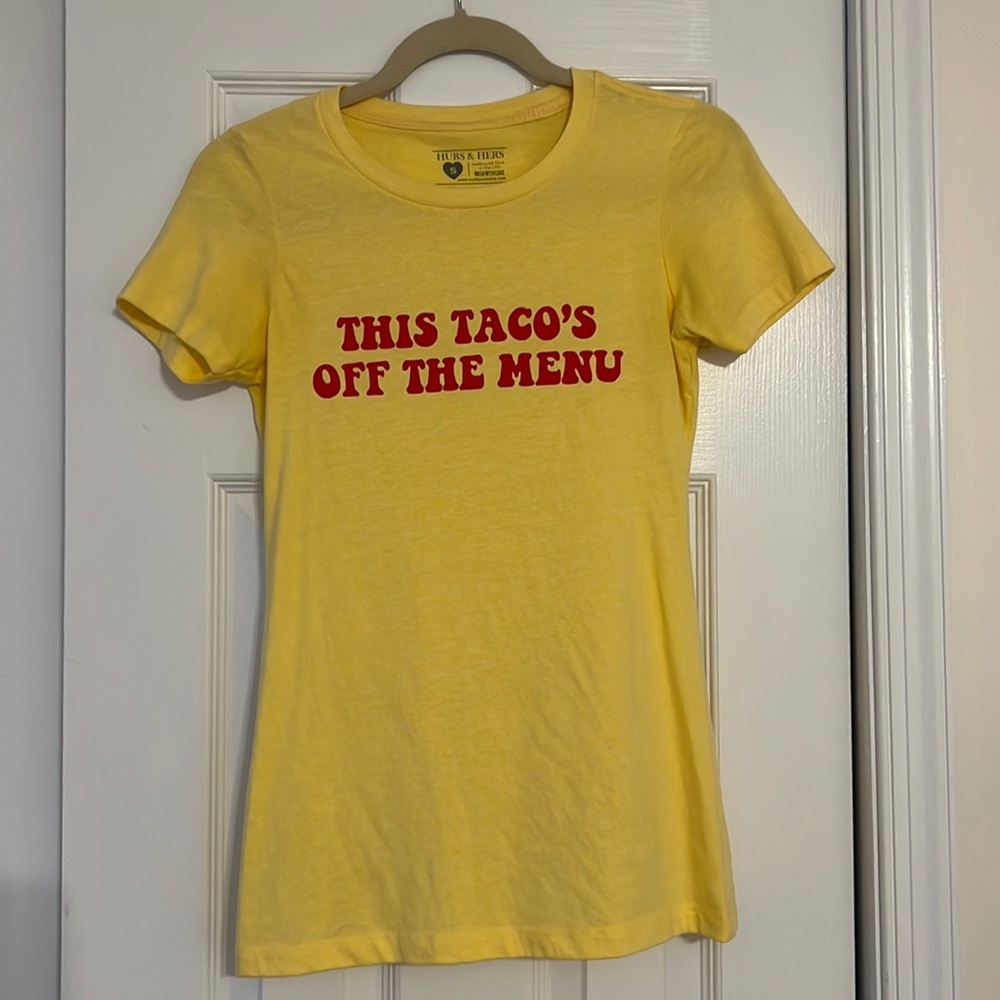 HUBS & HERS
S
THIS TACO'S
OFF THE MENU